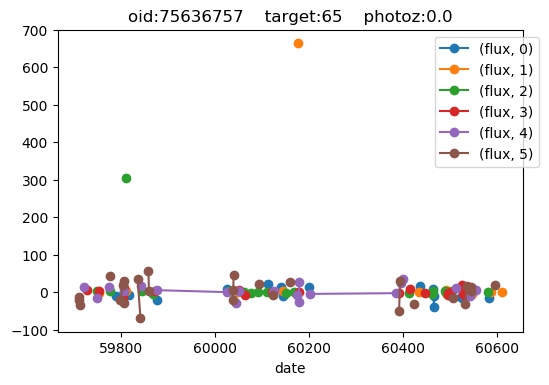 oid:75636757    target:65    photoz:0.0
700
600
500
400
300
200
100
0
−100
59800
60000
60200
60400
60600
date
(flux, 0)
(flux, 1)
(flux, 2)
(flux, 3)
(flux, 4)
(flux, 5)